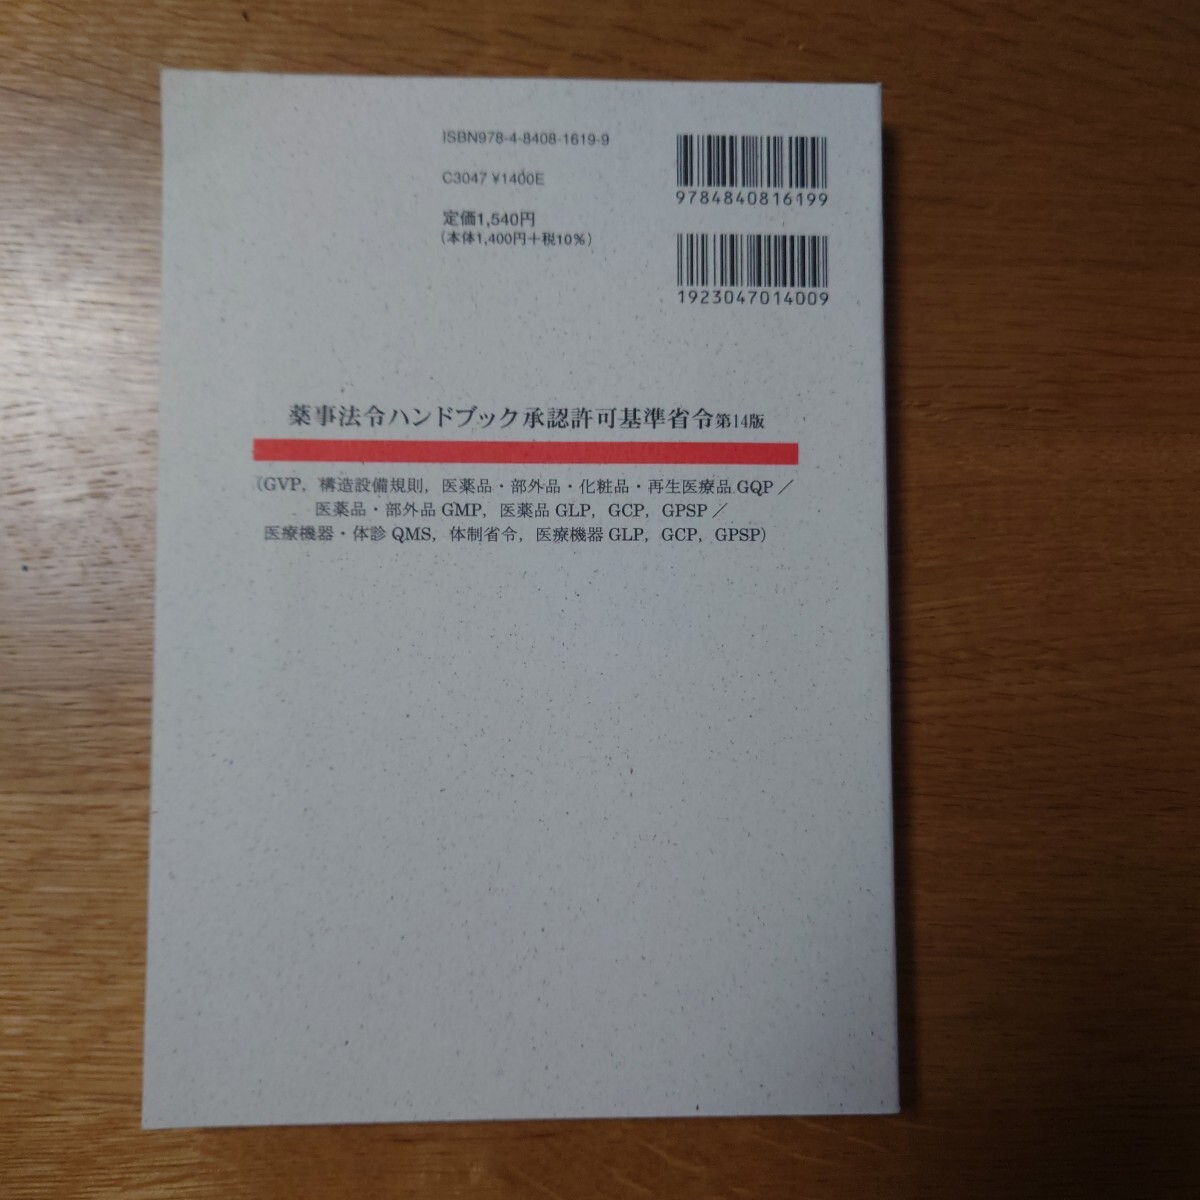 ISBN978-4-8408-1619-9
C3047 ¥1400E
定価1,540円
(本体1,400円+税10%)
9784840816199
1923047014009
薬事法令ハンドブック承認許可基準省令第14版
(GVP, 構造設備規則, 医薬品・部外品・化粧品・再生医療品 GQP／
医薬品・部外品 GMP, 医薬品 GLP, GCP, GPSP／
医療機器・体診 QMS, 体制省令, 医療機器 GLP, GCP, GPSP)